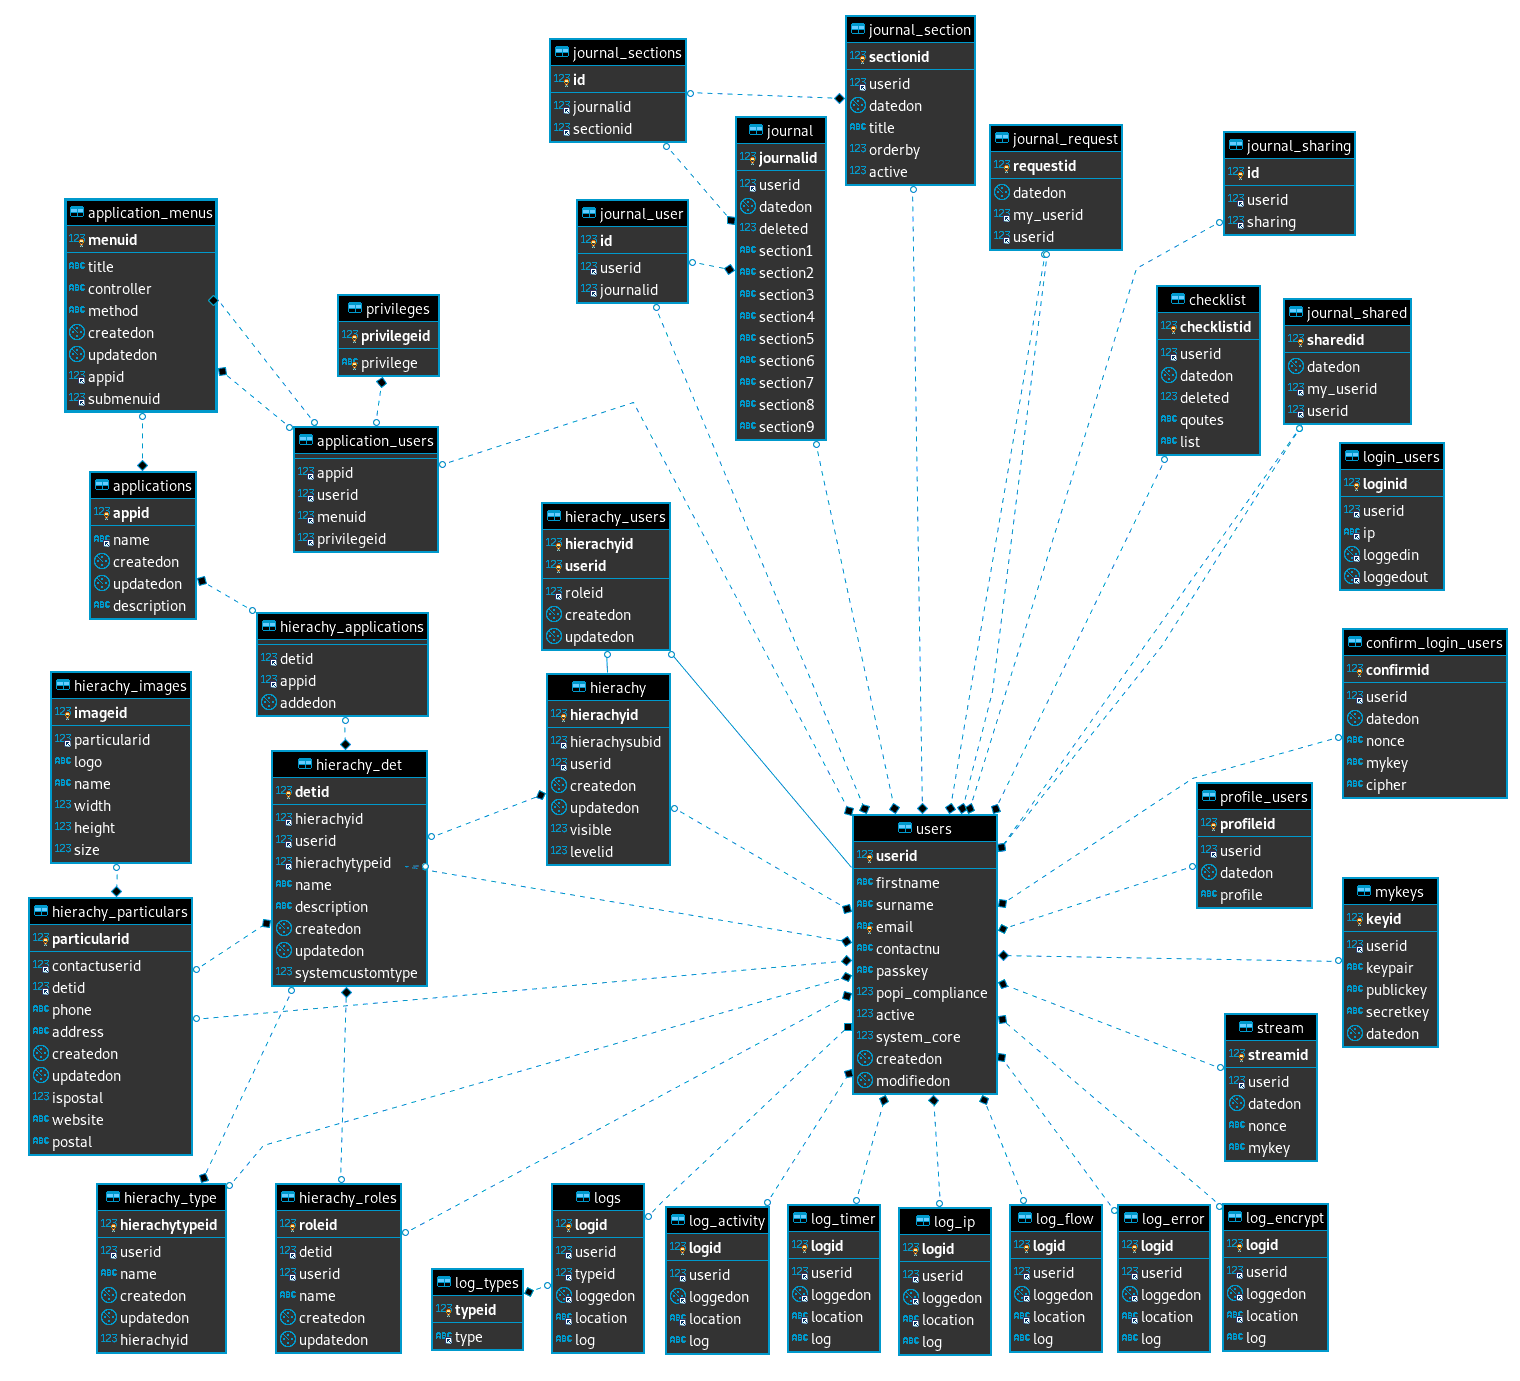 journal_section
sectionid
userid
datedon
title
orderby
active
journal_sections
id
journalid
sectionid
journal
journalid
userid
datedon
deleted
section1
section2
section3
section4
section5
section6
section7
section8
section9
journal_request
requestid
datedon
my_userid
userid
journal_sharing
id
userid
sharing
application_menus
menuid
title
controller
method
createdon
updatedon
appid
submenuid
journal_user
id
userid
journalid
privileges
privilegeid
privilege
checklist
checklistid
userid
datedon
deleted
qoutes
list
journal_shared
sharedid
datedon
my_userid
userid
application_users
appid
userid
menuid
privilegeid
login_users
loginid
userid
ip
loggedin
loggedout
applications
appid
name
createdon
updatedon
description
hierachy_users
hierachyid
userid
roleid
createdon
updatedon
hierachy_applications
detid
appid
addedon
confirm_login_users
confirmid
userid
datedon
nonce
mykey
cipher
hierachy_images
imageid
particularid
logo
name
width
height
size
hierachy
hierachyid
hierachysubid
userid
createdon
updatedon
visible
levelid
hierachy_det
detid
hierachyid
userid
hierachytypeid
name
description
createdon
updatedon
systemcustomtype
profile_users
profileid
userid
datedon
profile
users
userid
firstname
surname
email
contactnu
passkey
popi_compliance
active
system_core
createdon
modifiedon
mykeys
keyid
userid
keypair
publickey
secretkey
datedon
hierachy_particulars
particularid
contactuserid
detid
phone
address
createdon
updatedon
ispostal
website
postal
stream
streamid
userid
datedon
nonce
mykey
hierachy_type
hierachytypeid
userid
name
createdon
updatedon
hierachyid
hierachy_roles
roleid
detid
userid
name
createdon
updatedon
log_types
typeid
type
logs
logid
userid
typeid
loggedon
location
log
log_activity
logid
userid
loggedon
location
log
log_timer
logid
userid
loggedon
location
log
log_ip
logid
userid
loggedon
location
log
log_flow
logid
userid
loggedon
location
log
log_error
logid
userid
loggedon
location
log
log_encrypt
logid
userid
loggedon
location
log